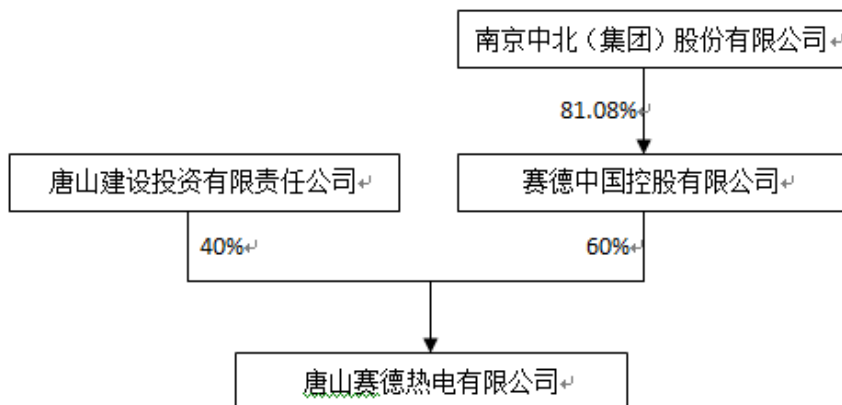 南京中北（集团）股份有限公司
81.08%
唐山建设投资有限责任公司
赛德中国控股有限公司
40%
60%
唐山赛德热电有限公司